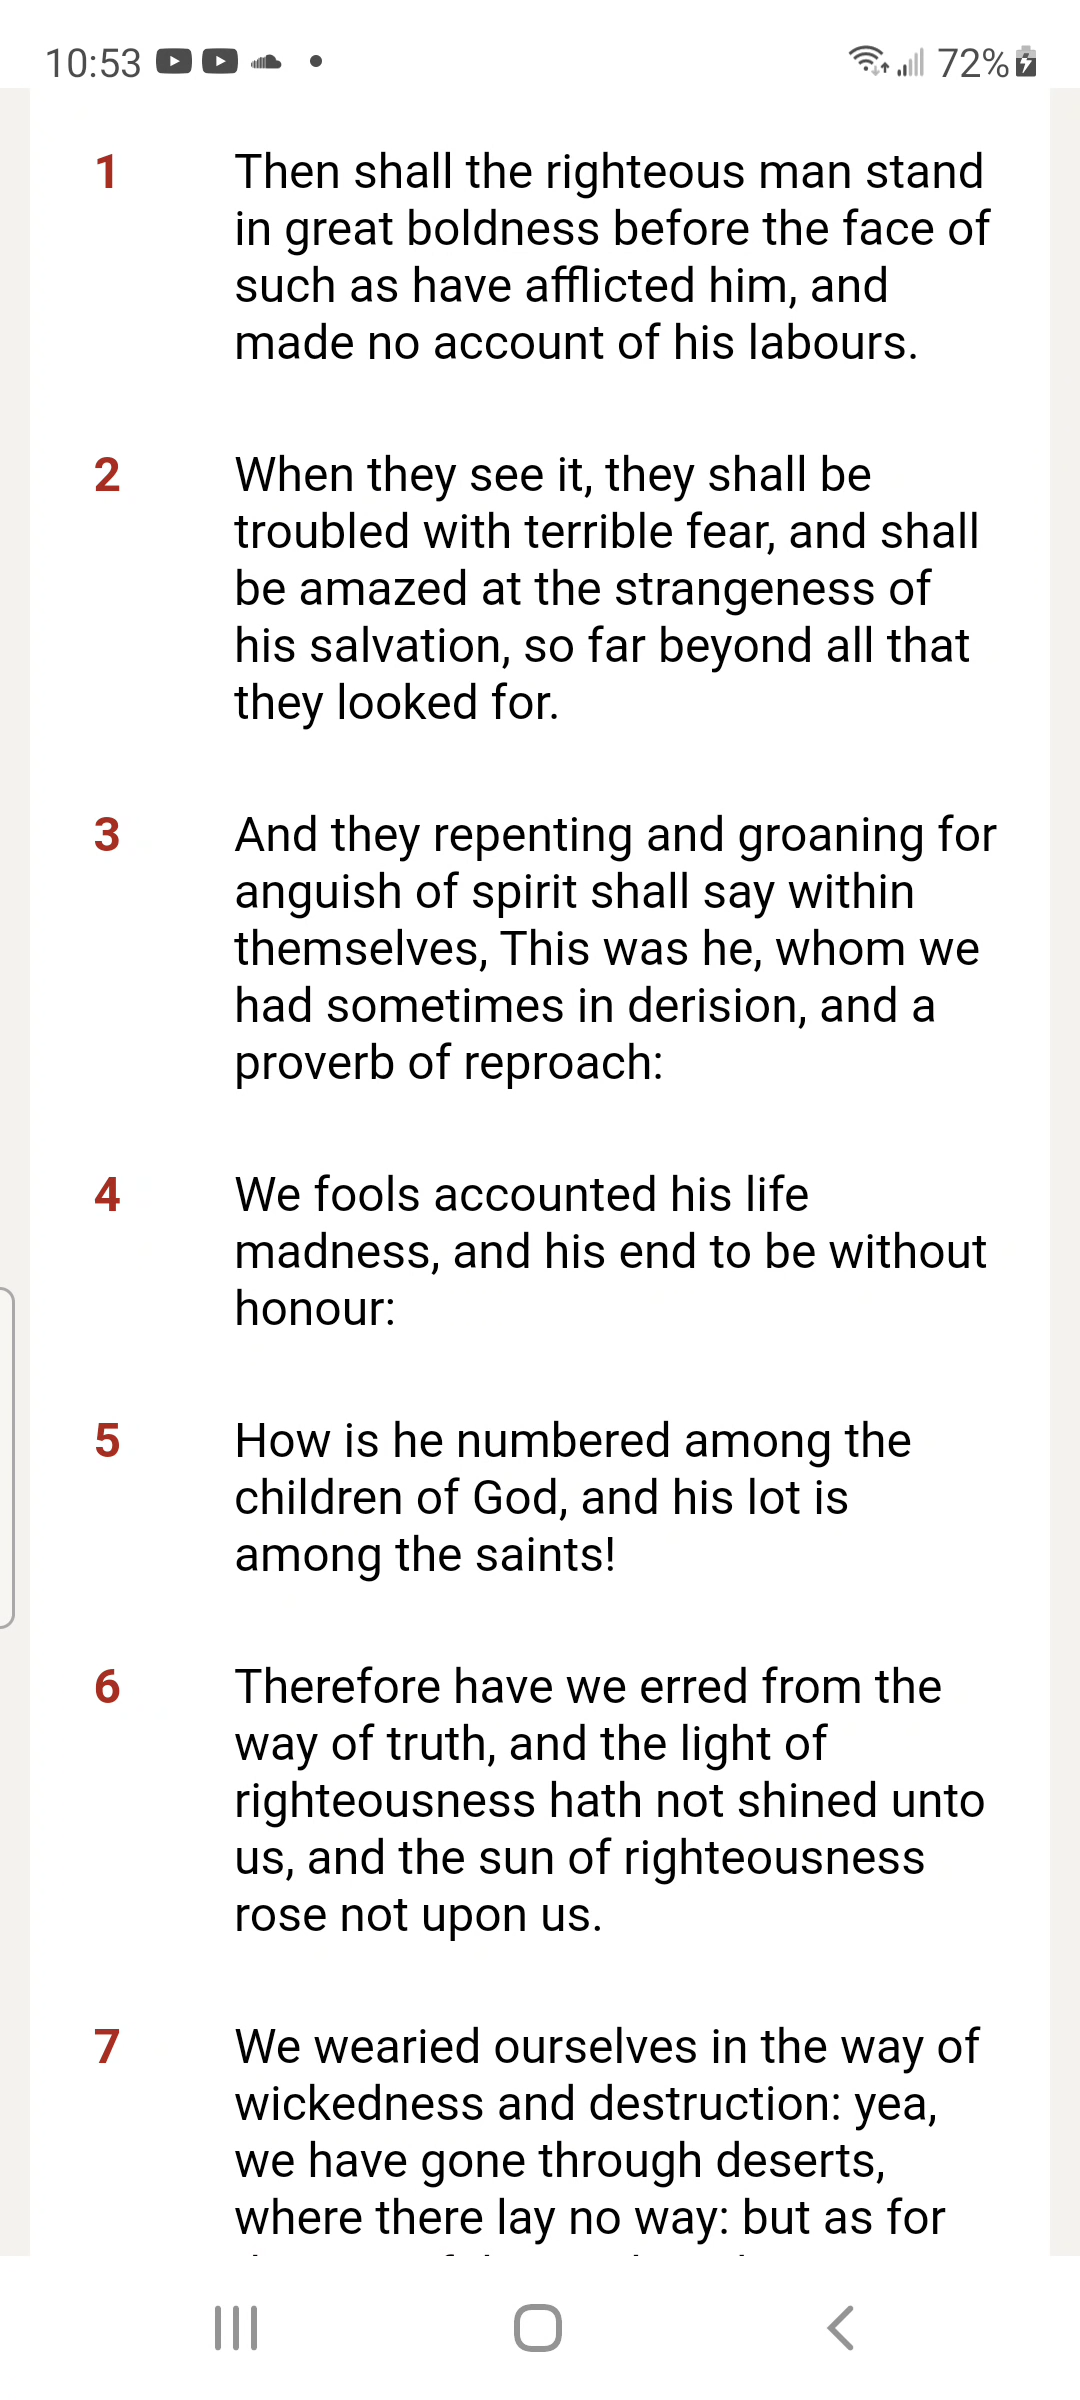 10:53
72%
1 Then shall the righteous man stand
in great boldness before the face of
such as have afflicted him, and
made no account of his labours.
2 When they see it, they shall be
troubled with terrible fear, and shall
be amazed at the strangeness of
his salvation, so far beyond all that
they looked for.
3 And they repenting and groaning for
anguish of spirit shall say within
themselves, This was he, whom we
had sometimes in derision, and a
proverb of reproach:
4 We fools accounted his life
madness, and his end to be without
honour:
5 How is he numbered among the
children of God, and his lot is
among the saints!
6 Therefore have we erred from the
way of truth, and the light of
righteousness hath not shined unto
us, and the sun of righteousness
rose not upon us.
7 We wearied ourselves in the way of
wickedness and destruction: yea,
we have gone through deserts,
where there lay no way: but as for